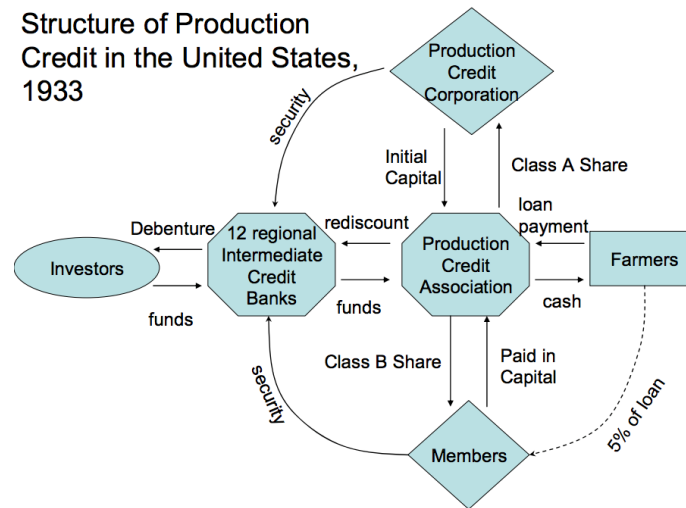 Structure of Production
Credit in the United States,
1933
Production
Credit
Corporation
security
Initial
Capital
Class A Share
Debenture
12 regional
Intermediate
Credit
Banks
rediscount
Production
Credit
Association
loan
payment
Investors
Farmers
funds
funds
cash
Class B Share
Paid in
Capital
security
5% of loan
Members